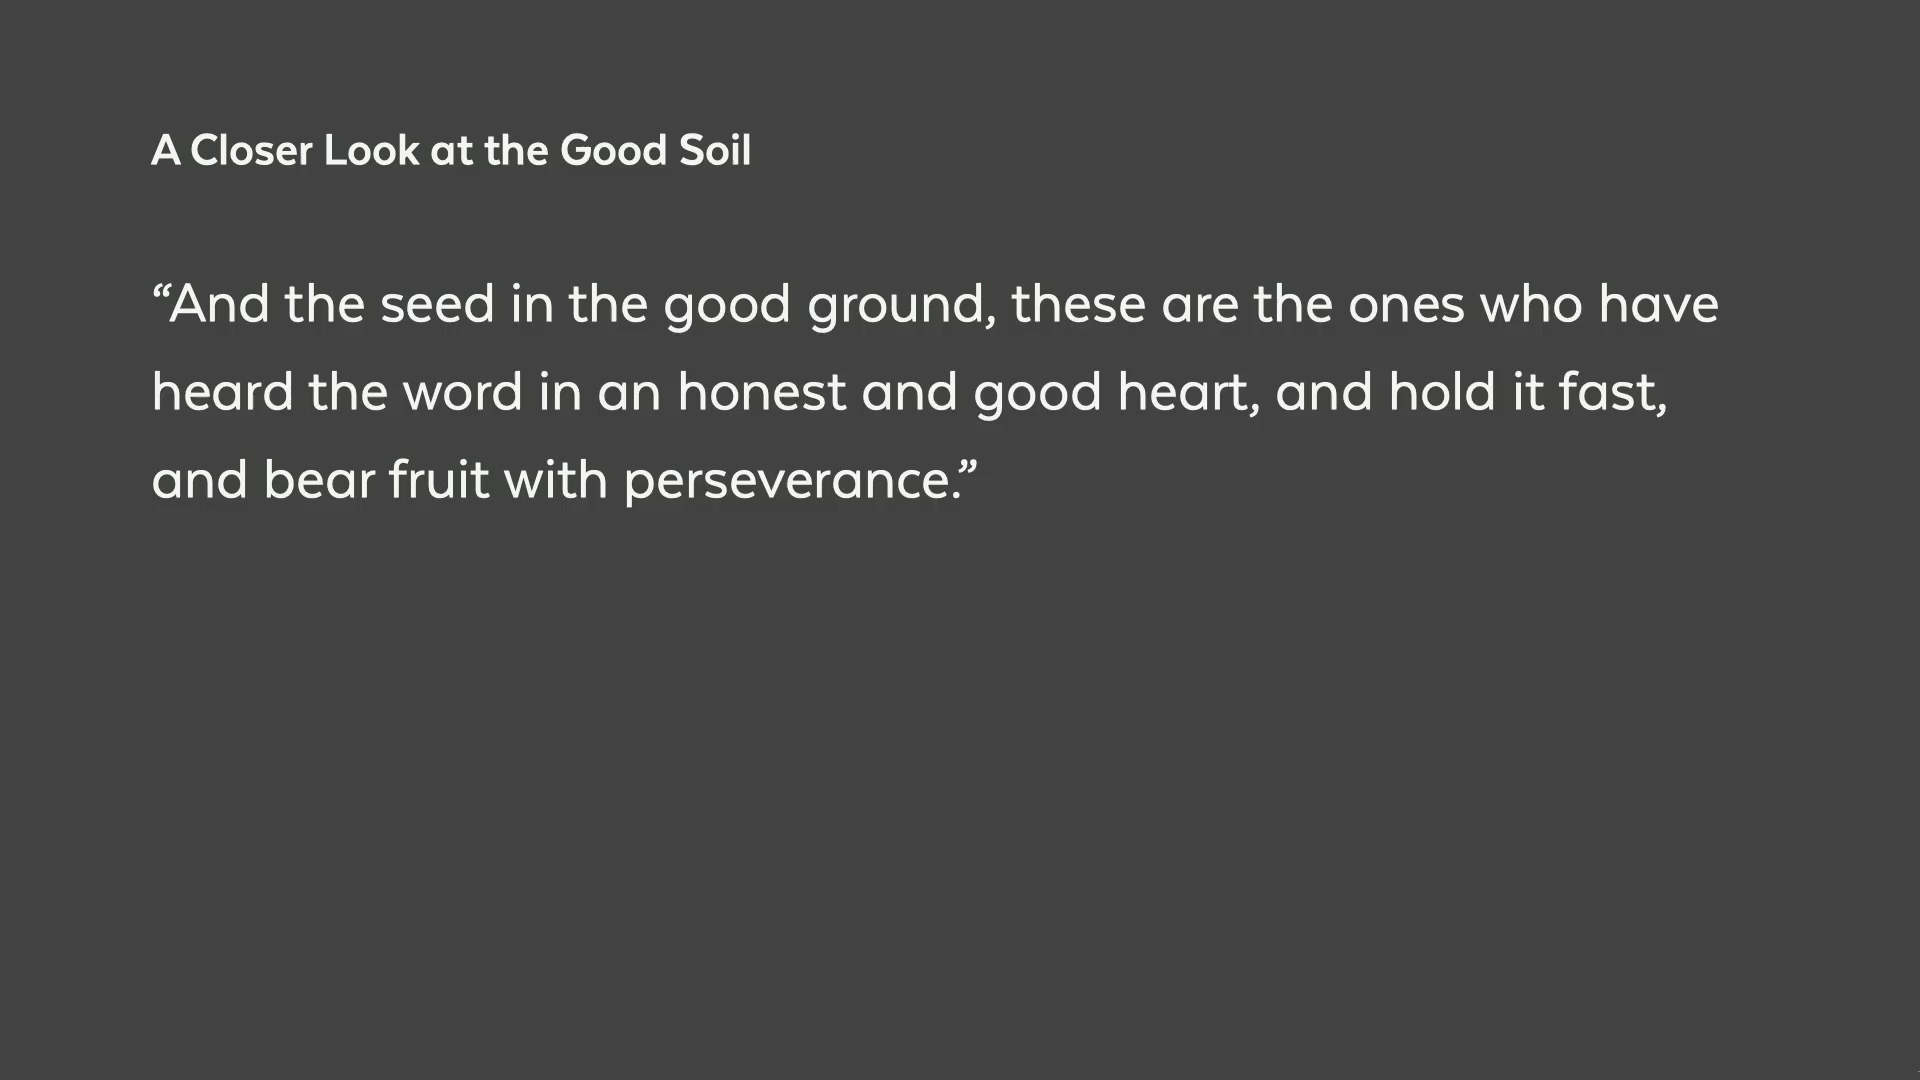 A Closer Look at the Good Soil
“And the seed in the good ground, these are the ones who have
heard the word in an honest and good heart, and hold it fast,
and bear fruit with perseverance.”